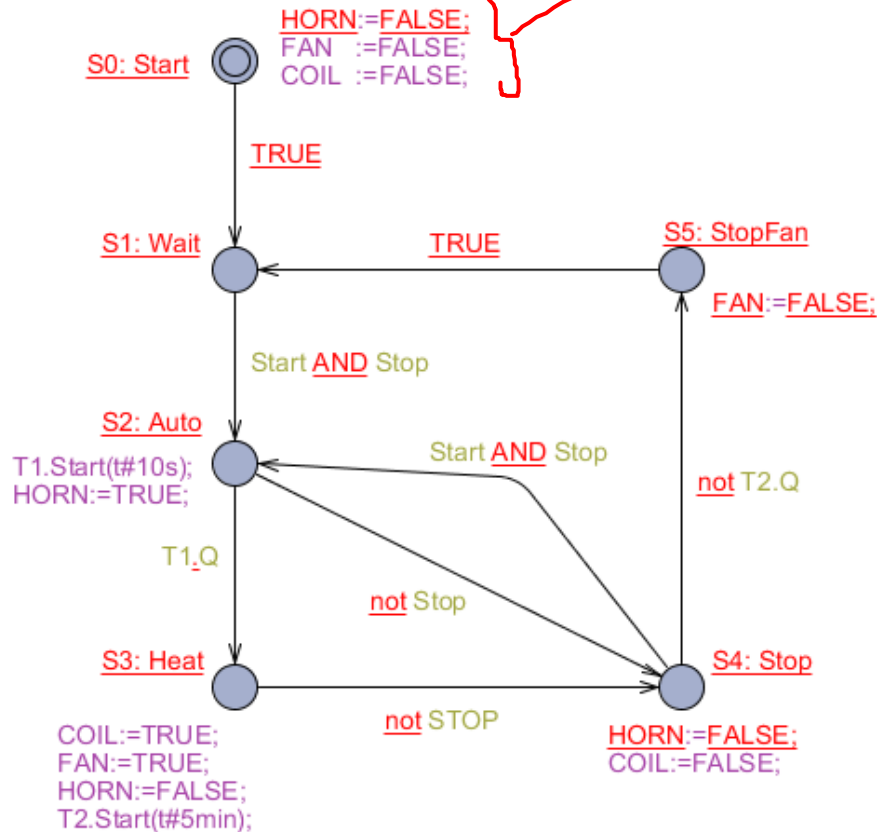 HORN:=FALSE;
FAN :=FALSE;
COIL :=FALSE;
S0: Start
TRUE
S1: Wait
TRUE
S5: StopFan
FAN:=FALSE;
Start AND Stop
S2: Auto
T1.Start(t#10s);
HORN:=TRUE;
Start AND Stop
not T2.Q
T1.Q
not Stop
S3: Heat
S4: Stop
not STOP
COIL:=TRUE;
FAN:=TRUE;
HORN:=FALSE;
T2.Start(t#5min);
HORN:=FALSE;
COIL:=FALSE;